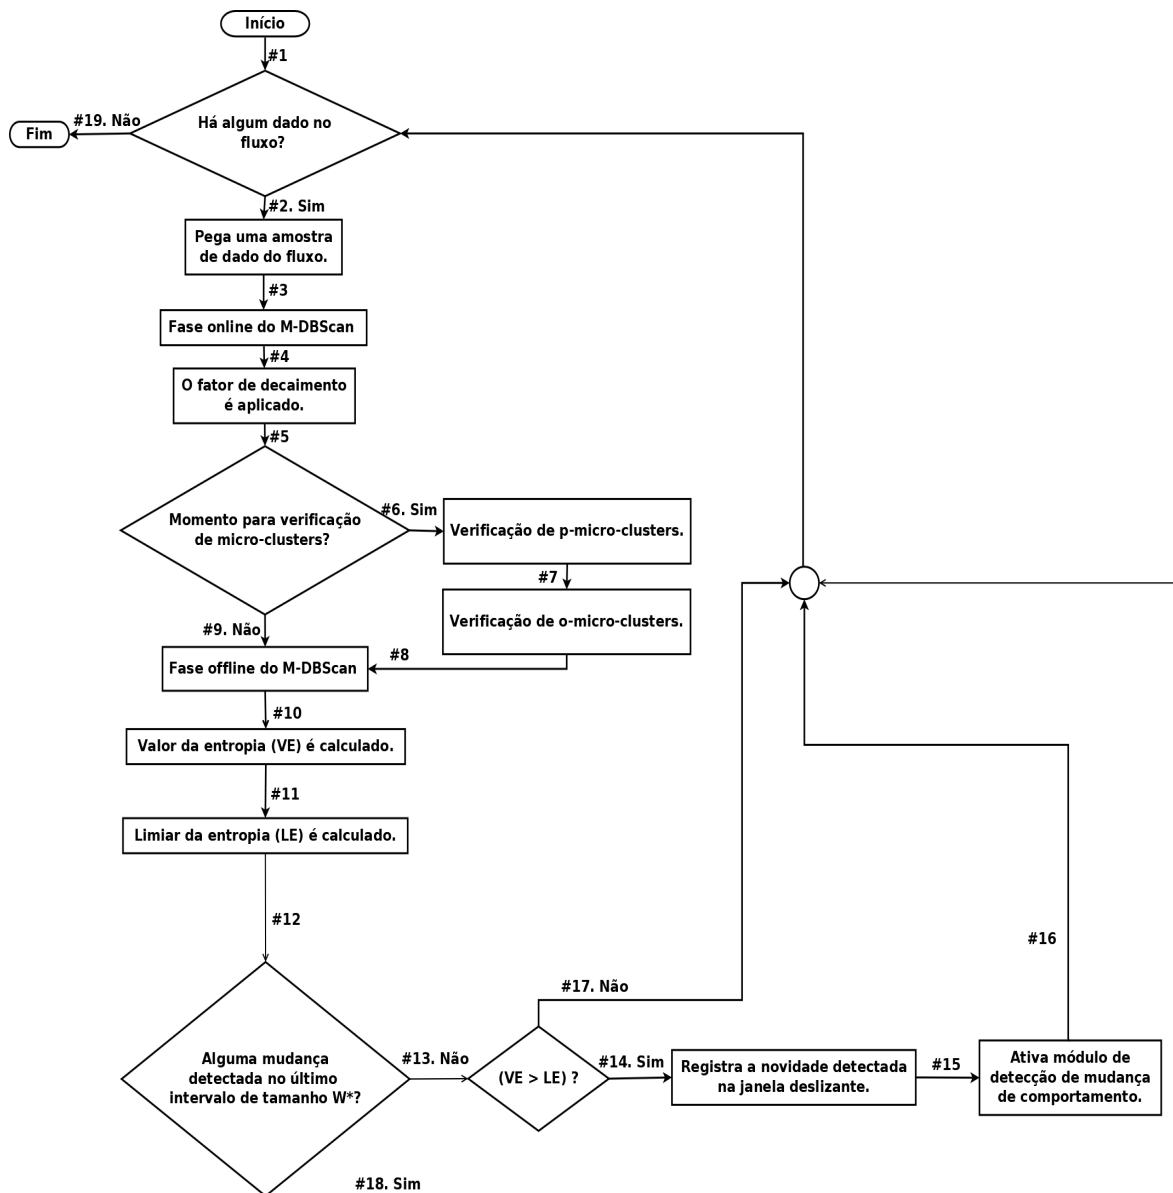 Início
#1
Há algum dado no
fluxo?
#19. Não
Fim
#2. Sim
Pega uma amostra
de dado do fluxo.
#3
Fase online do M-DBScan
#4
O fator de decaimento
é aplicado.
#5
Momento para verificação
de micro-clusters?
#6. Sim
Verificação de p-micro-clusters.
#7
Verificação de o-micro-clusters.
#8
#9. Não
Fase offline do M-DBScan
#10
Valor da entropia (VE) é calculado.
#11
Limiar da entropia (LE) é calculado.
#12
Alguma mudança
detectada no último
intervalo de tamanho W*?
#13. Não
(VE > LE) ?
#17. Não
#14. Sim
Registra a novidade detectada
na janela deslizante.
#15
Ativa módulo de
detecção de mudança
de comportamento.
#16
#18. Sim